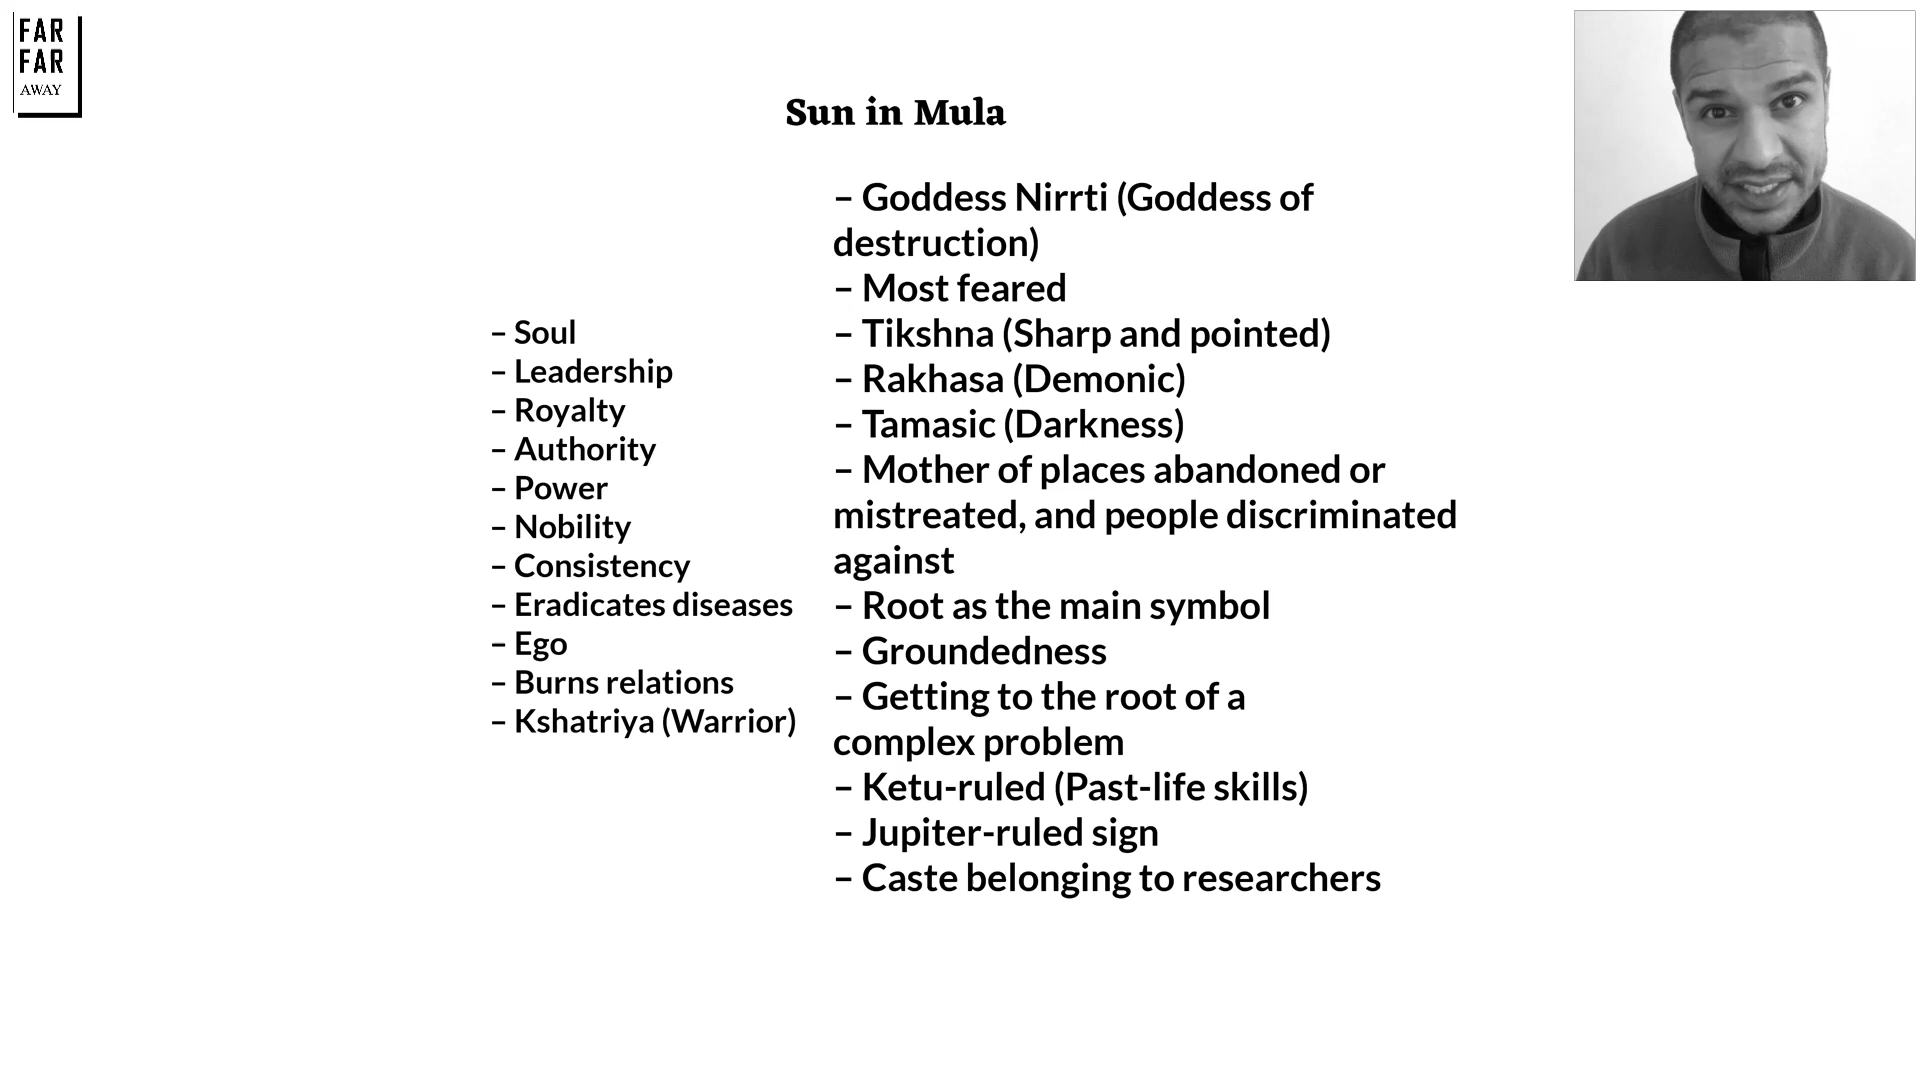 FAR
FAR
AWAY
Sun in Mula
– Soul
– Leadership
– Royalty
– Authority
– Power
– Nobility
– Consistency
– Eradicates diseases
– Ego
– Burns relations
– Kshatriya (Warrior)
– Goddess Nirrti (Goddess of
destruction)
– Most feared
– Tikshna (Sharp and pointed)
– Rakhasa (Demonic)
– Tamasic (Darkness)
– Mother of places abandoned or
mistreated, and people discriminated
against
– Root as the main symbol
– Groundedness
– Getting to the root of a
complex problem
– Ketu-ruled (Past-life skills)
– Jupiter-ruled sign
– Caste belonging to researchers